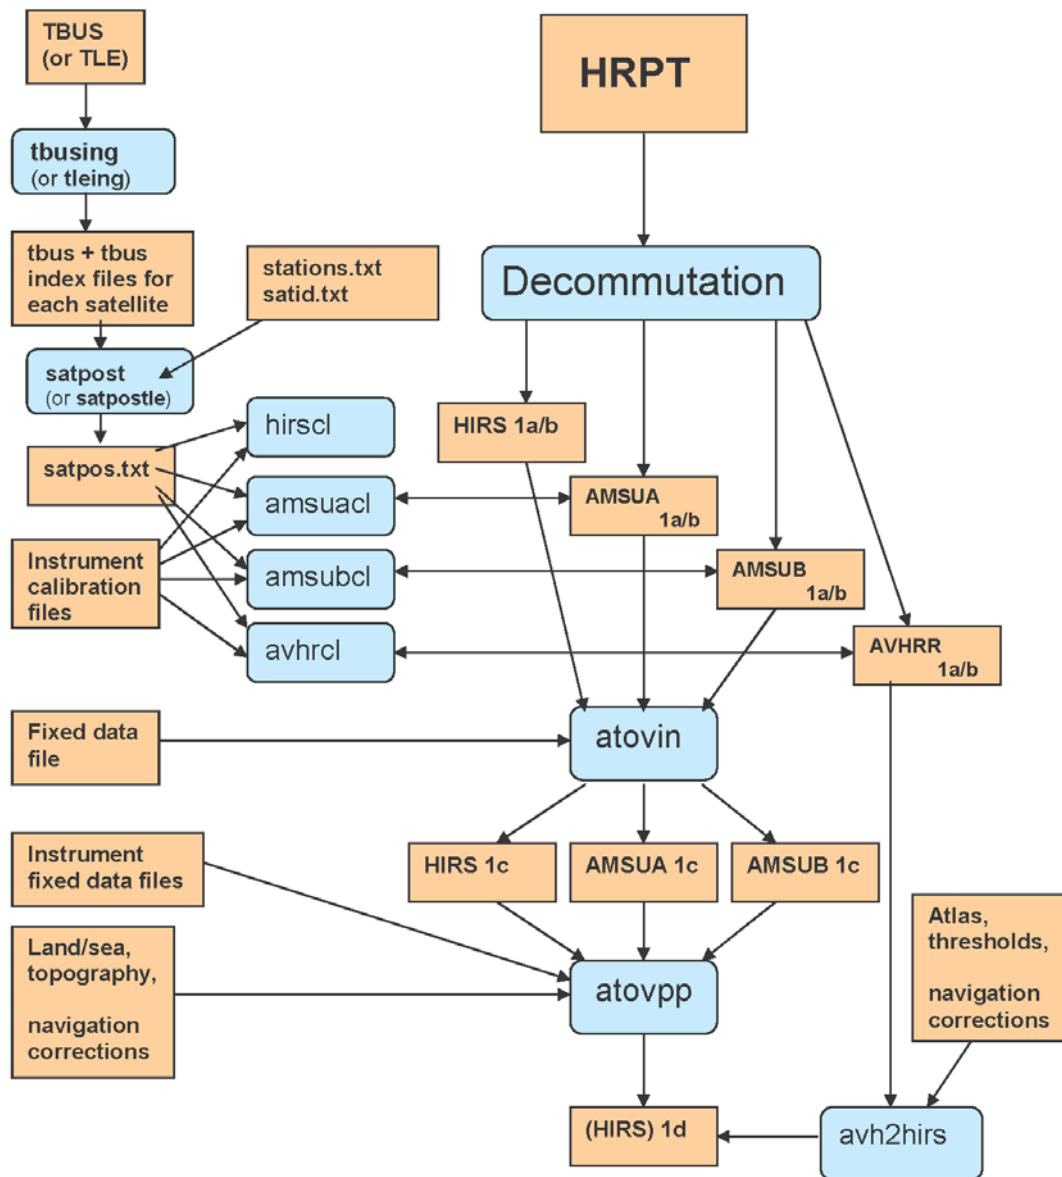 TBUS
(or TLE)
HRPT
tbusing
(or tleing)
tbus + tbus
index files for
each satellite
stations.txt
satid.txt
Decommutation
satpost
(or satpostle)
hirscl
HIRS 1a/b
satpos.txt
amsuacl
AMSUA
1a/b
Instrument
calibration
files
amsubcl
AMSUB
1a/b
avhrcl
AVHRR
1a/b
Fixed data
file
atovin
Instrument
fixed data files
HIRS 1c
AMSUA 1c
AMSUB 1c
Land/sea,
topography,
navigation
corrections
atovpp
Atlas,
thresholds,
navigation
corrections
(HIRS) 1d
avh2hirs